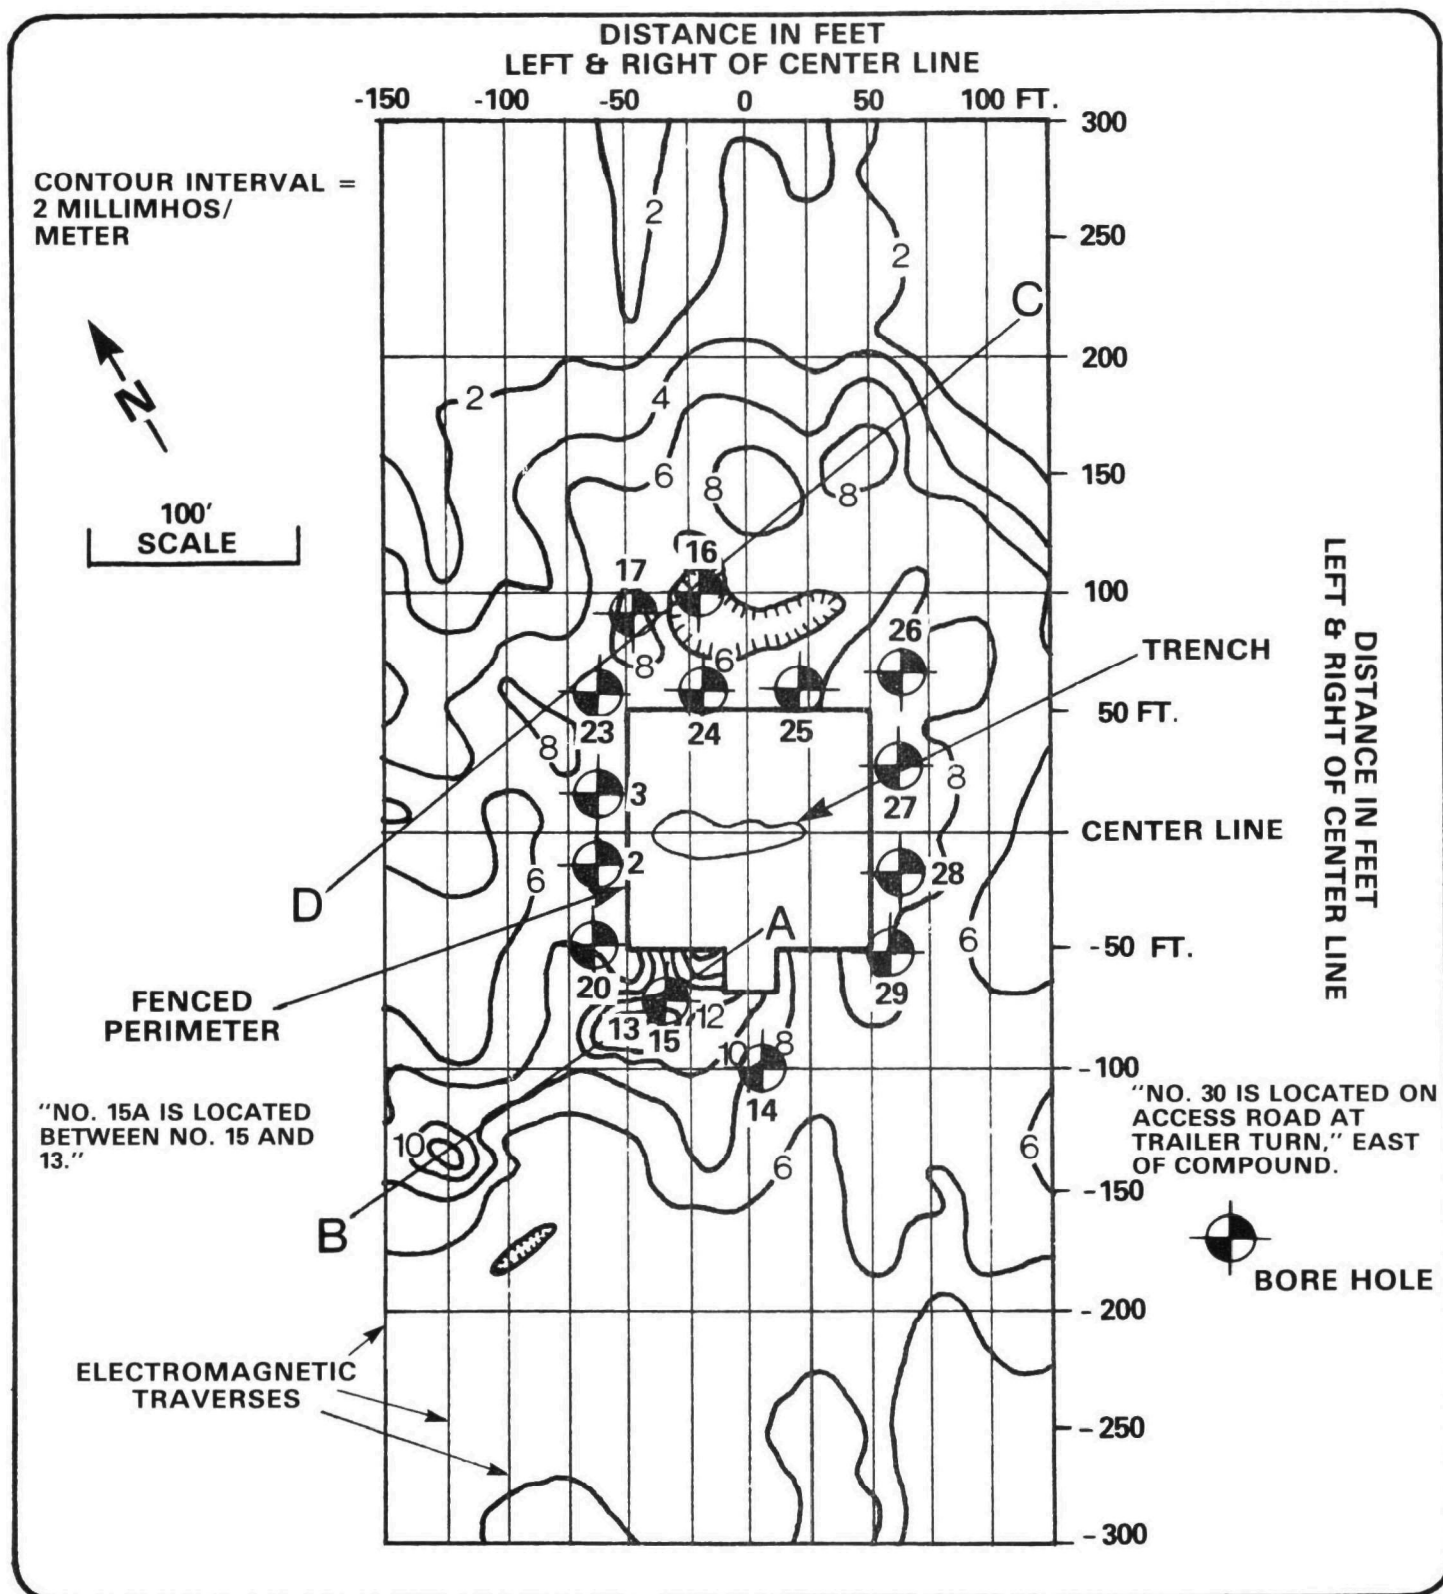 DISTANCE IN FEET
LEFT & RIGHT OF CENTER LINE
-150 -100 -50 0 50 100 FT.
300
CONTOUR INTERVAL =
2 MILLIMHOS/
METER
2
250
2
C
N
200
2
4
6
150
8
8
100'
SCALE
16
17
100
26
TRENCH
6
8
50 FT.
23
24
25
8
8
3
27
CENTER LINE
2
28
6
D
A
6
-50 FT.
20
29
FENCED
PERIMETER
13
15
12
10
8
-100
14
"NO. 15A IS LOCATED
BETWEEN NO. 15 AND
13."
10
"NO. 30 IS LOCATED ON
ACCESS ROAD AT
TRAILER TURN," EAST
OF COMPOUND.
6
6
-150
B
BORE HOLE
-200
ELECTROMAGNETIC
TRAVERSES
-250
-300
DISTANCE IN FEET
LEFT & RIGHT OF CENTER LINE